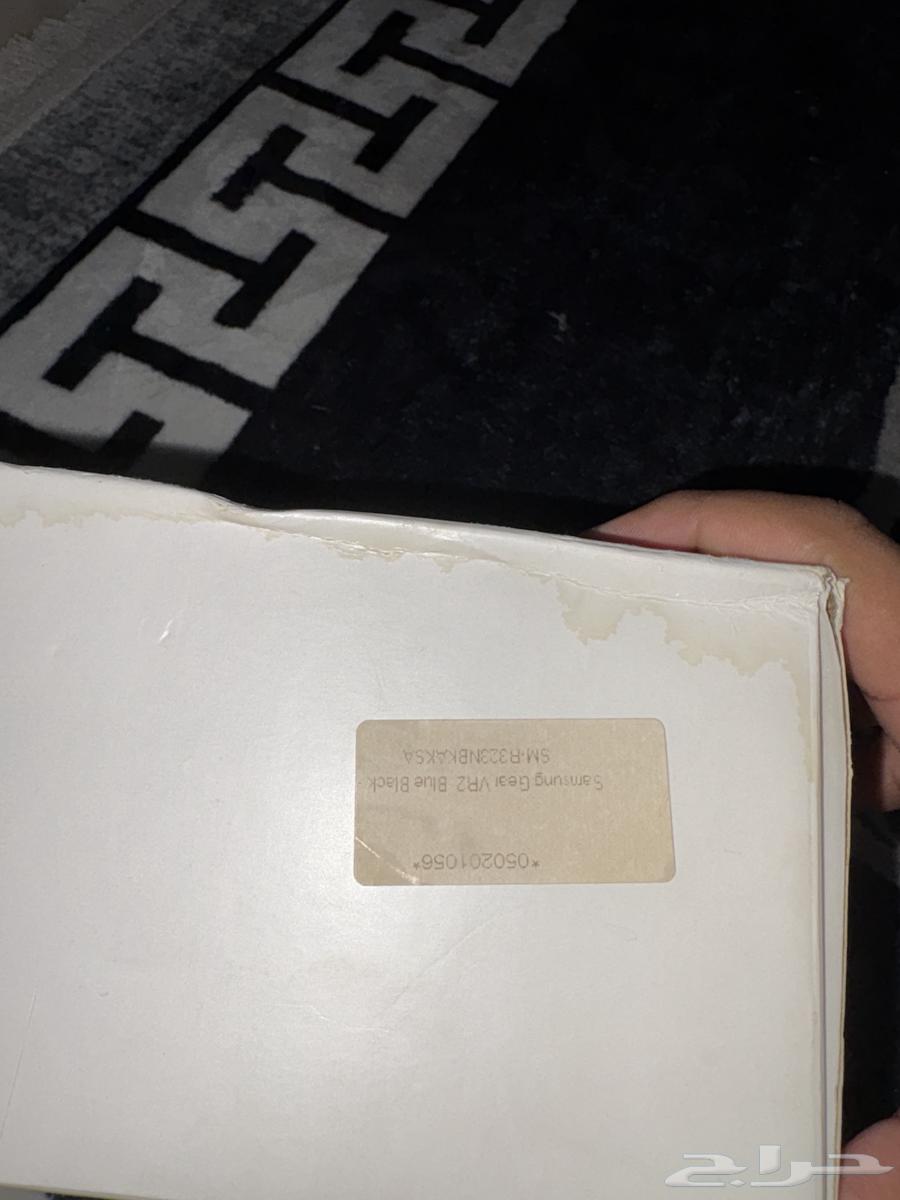 *050201056*
Samsung Gear VR2 Blue Black -
SM-R323NBKAKSA
حراج